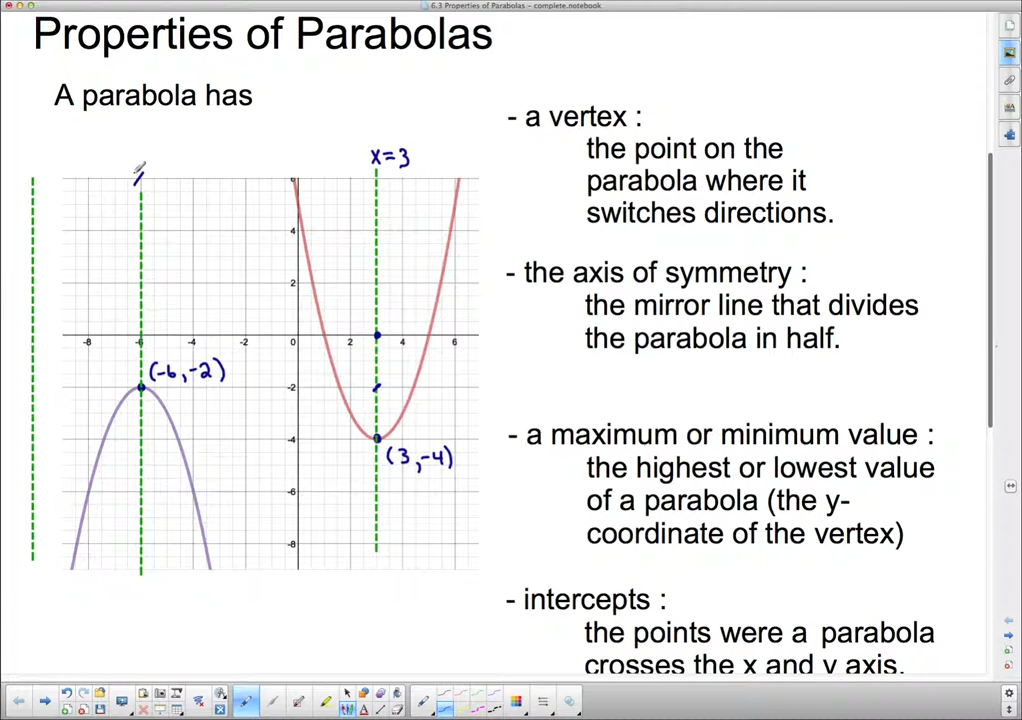 6.3 Properties of Parabolas - complete.notebook
Properties of Parabolas
A parabola has
x=3
6
4
2
-8 -6 -4 -2 0 2 4 6
(-6,-2)
-2
-4
(3,-4)
-6
-8
- a vertex :
the point on the
parabola where it
switches directions.
- the axis of symmetry :
the mirror line that divides
the parabola in half.
- a maximum or minimum value :
the highest or lowest value
of a parabola (the y-
coordinate of the vertex)
- intercepts :
the points were a parabola
crosses the x and y axis.